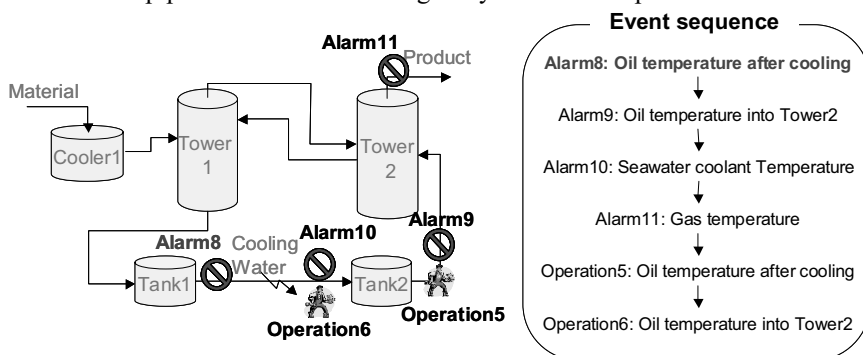 Event sequence
Alarm8: Oil temperature after cooling
Alarm9: Oil temperature into Tower2
Alarm10: Seawater coolant Temperature
Alarm11: Gas temperature
Operation5: Oil temperature after cooling
Operation6: Oil temperature into Tower2
Alarm11
Product
Material
Cooler1
Tower
1
Tower
2
Alarm8
Cooling
Water
Alarm10
Alarm9
Tank1
Tank2
Operation6
Operation5